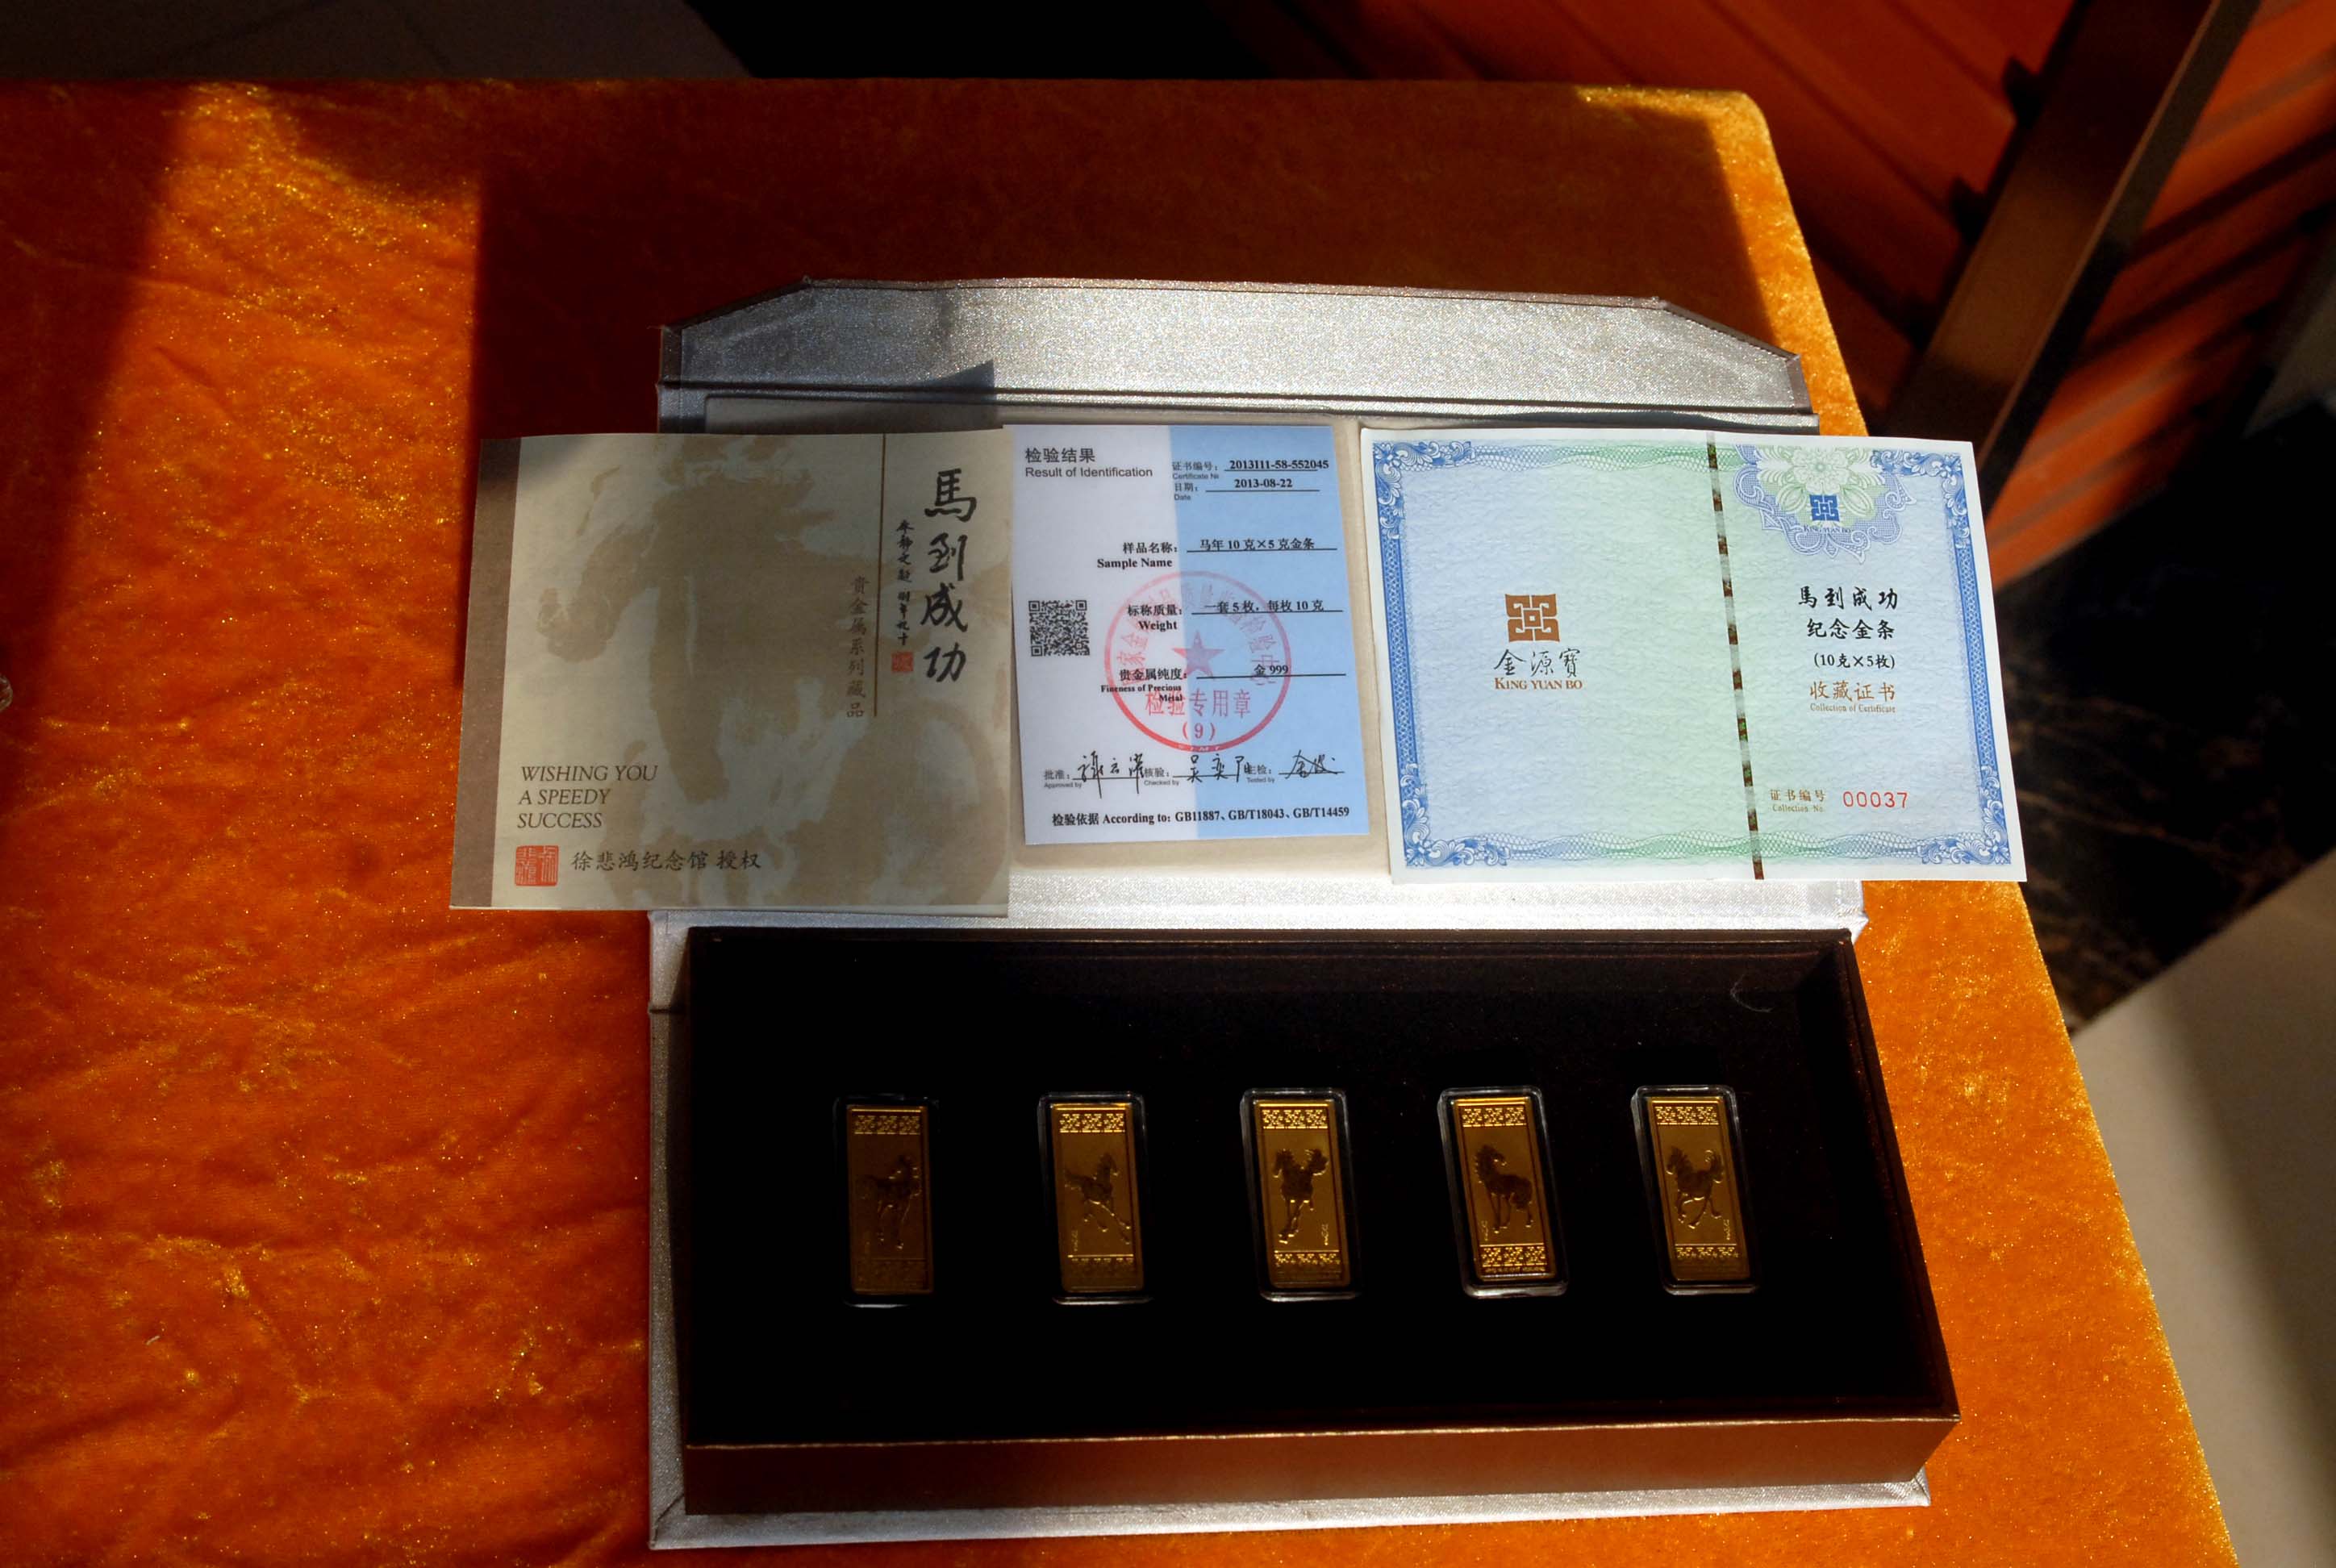 馬到成功
贵金属系列藏品
WISHING YOU
A SPEEDY
SUCCESS
徐悲鸿纪念馆 授权
检验结果
Result of Identification
证书编号： 2013111-58-552045
Certificate №
日期： 2013-08-22
Date
样品名称： 马年 10 克×5 克金条
Sample Name
标称质量： 一套 5 枚，每枚 10 克
Weight
贵金属纯度： 金 999
Fineness of Precious
Metal
检验专用章
(9)
批准： 核验： 主检：
Approved by Checked by Tested by
检验依据 According to: GB11887、GB/T18043、GB/T14459
金源寶
KING YUAN BO
KING YUAN BO
馬到成功
纪念金条
(10克×5枚)
收藏证书
Collection of Certificate
证书编号 00037
Collection No.